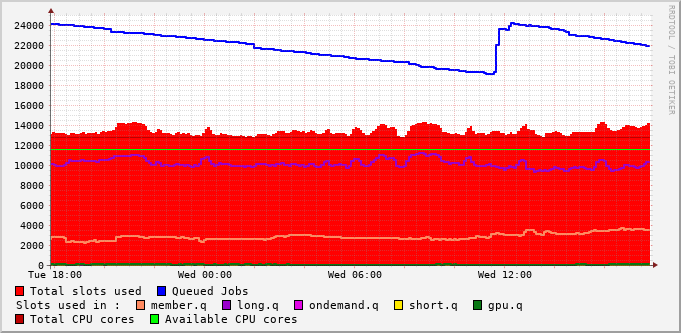 24000
22000
20000
18000
16000
14000
12000
10000
8000
6000
4000
2000
0
Tue 18:00 Wed 00:00 Wed 06:00 Wed 12:00
Total slots used Queued Jobs
Slots used in : member.q long.q ondemand.q short.q gpu.q
Total CPU cores Available CPU cores
RRDTOOL / TOBI OETIKER